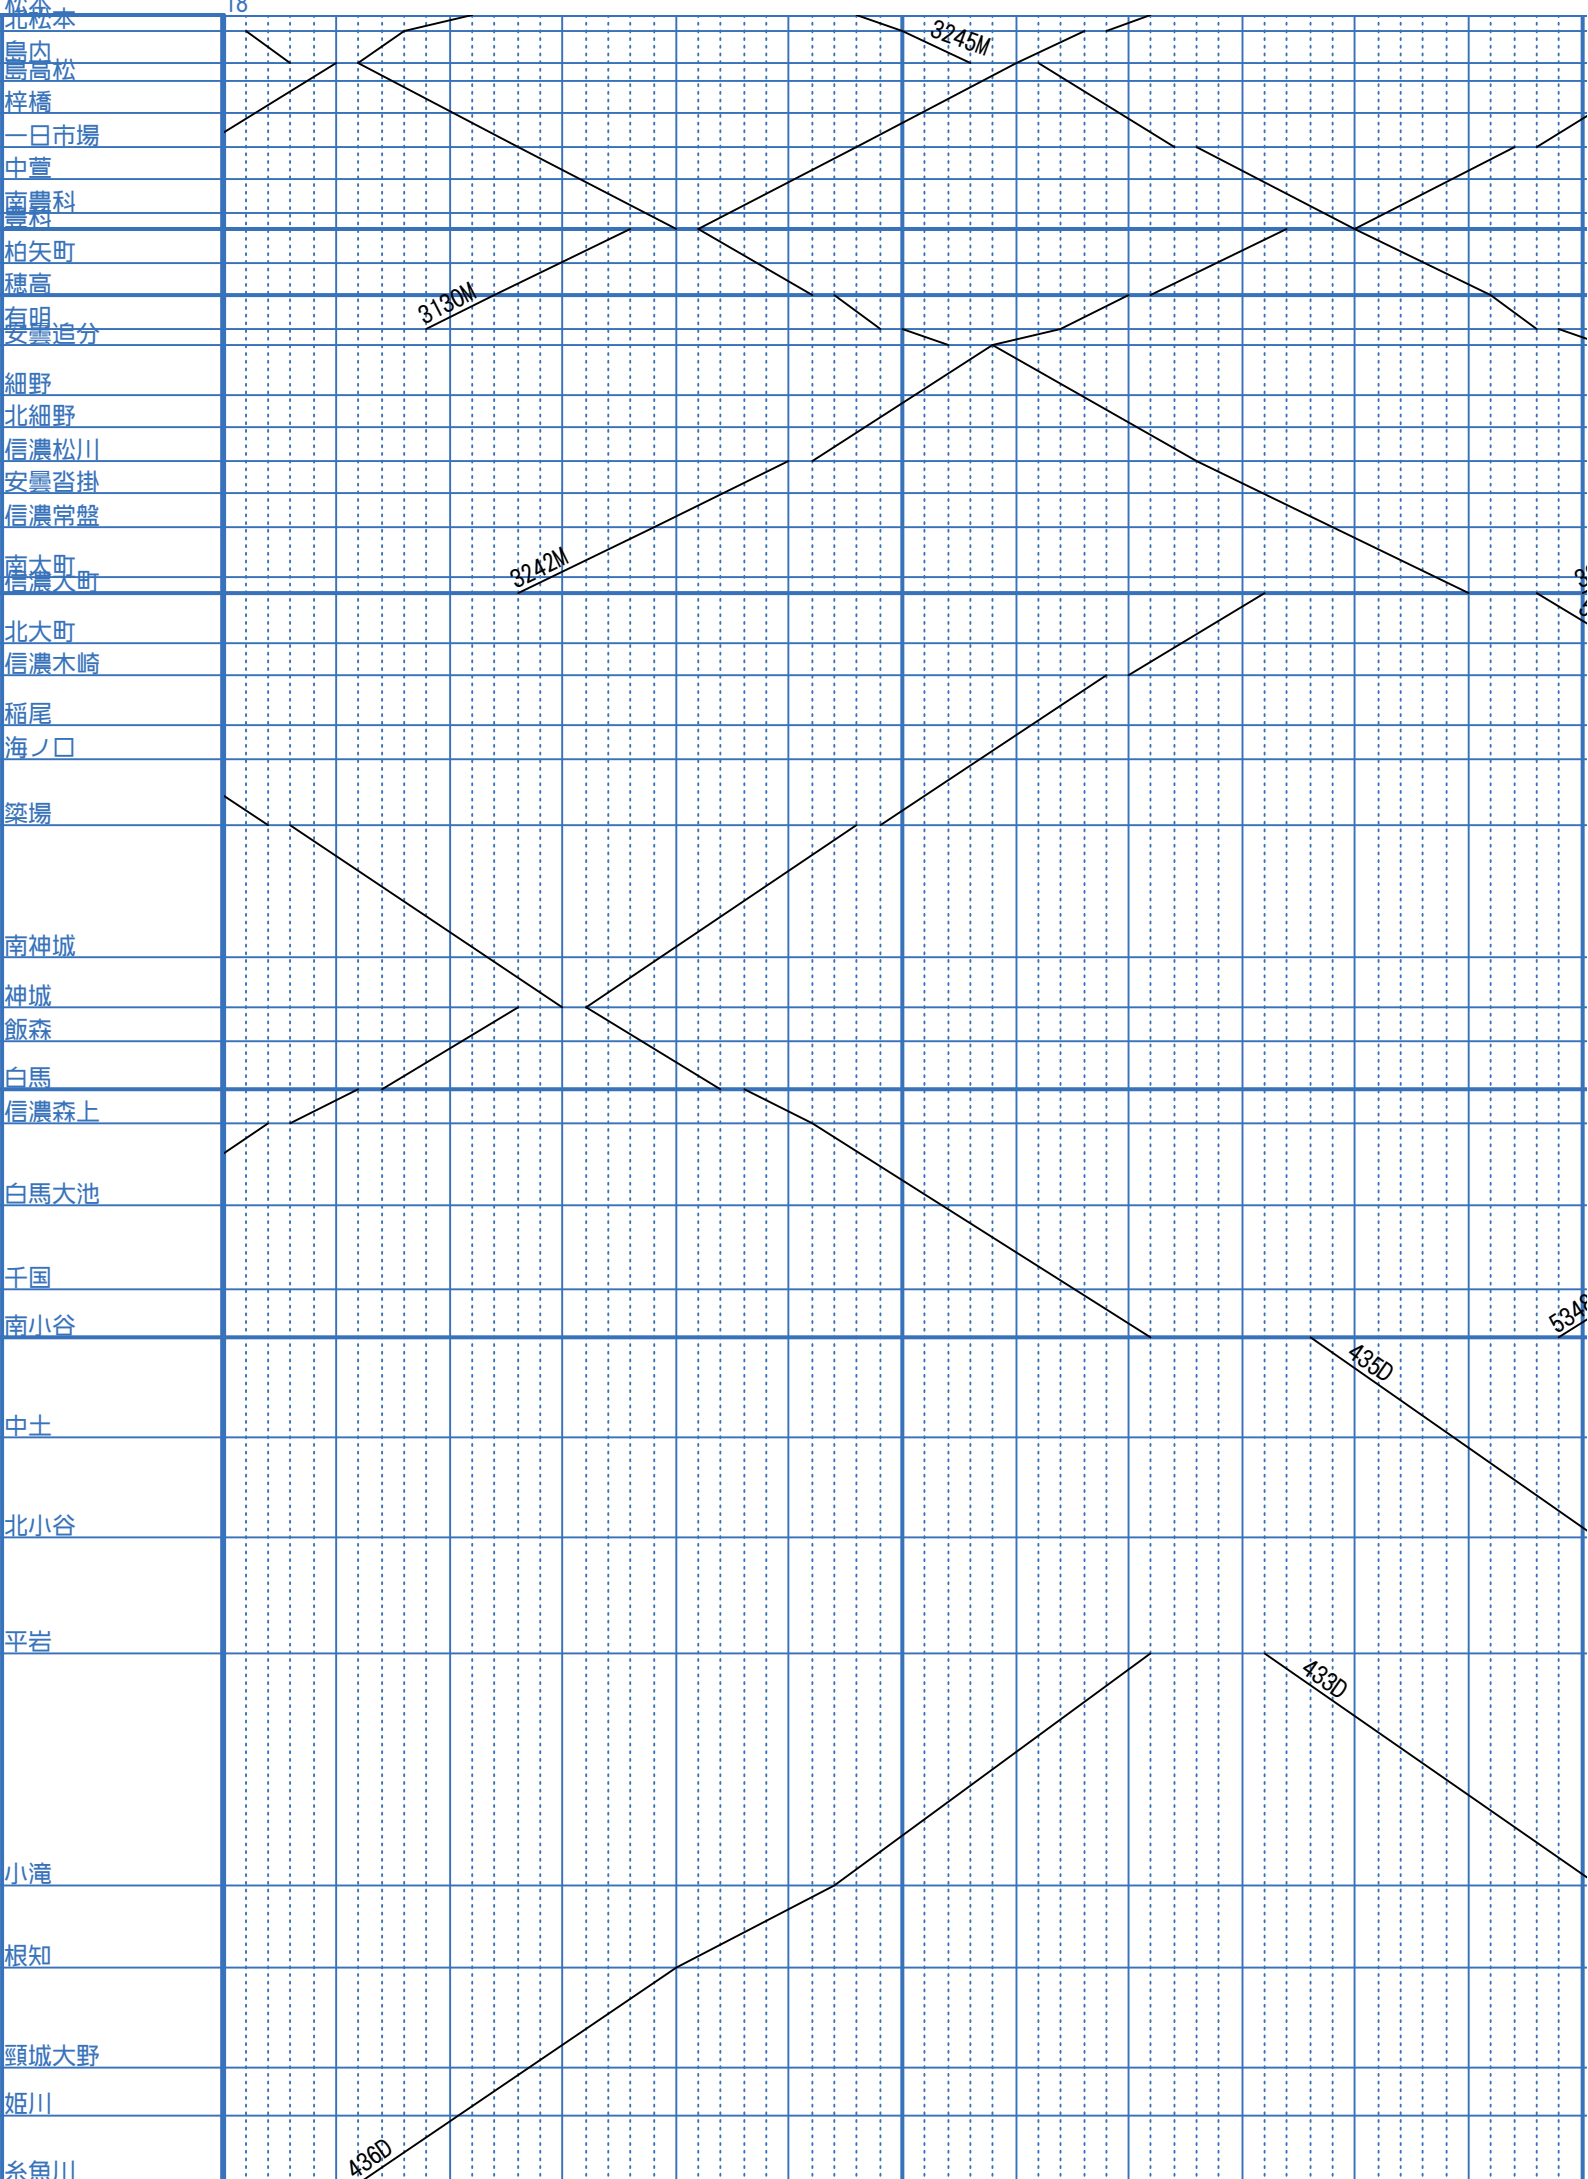 松本
18
北松本
3245M
島内
島高松
梓橋
一日市場
中萱
南豊科
豊科
柏矢町
穂高
3130M
有明
安曇追分
細野
北細野
信濃松川
安曇沓掛
信濃常盤
3242M
南大町
信濃大町
北大町
信濃木崎
稲尾
海ノ口
簗場
南神城
神城
飯森
白馬
信濃森上
白馬大池
千国
南小谷
5348
435D
中土
北小谷
平岩
433D
小滝
根知
頸城大野
姫川
436D
糸魚川